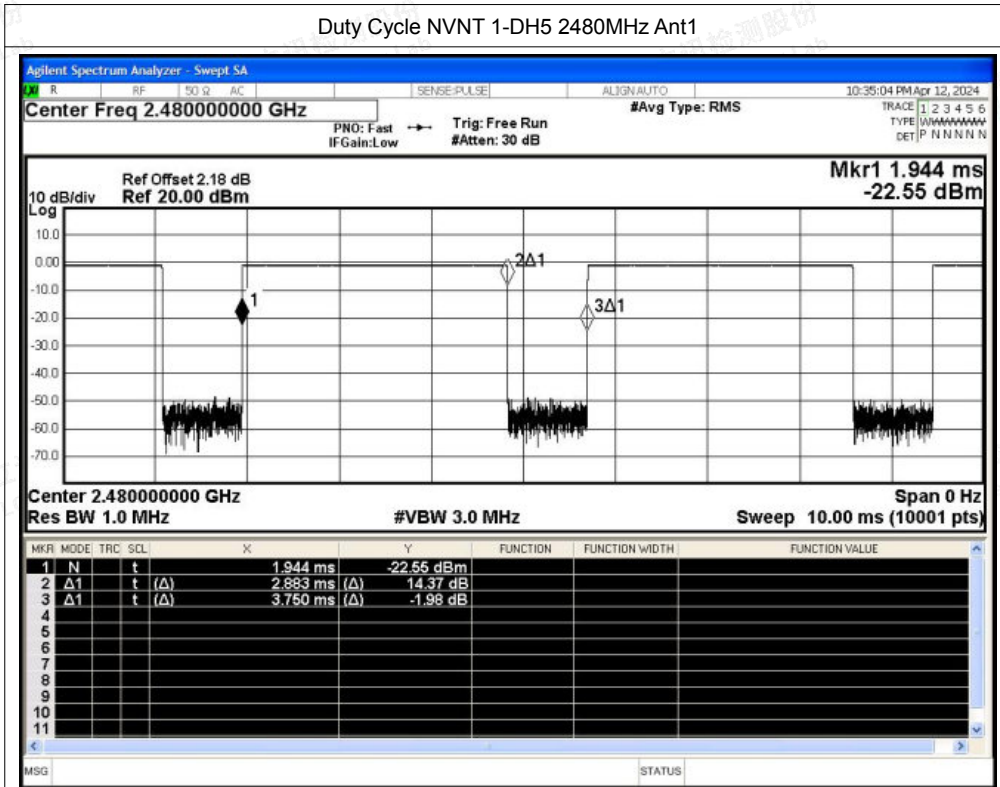 Duty Cycle NVNT 1-DH5 2480MHz Ant1
Agilent Spectrum Analyzer - Swept SA
R RF 50 Ω AC SENSE:PULSE ALIGN AUTO 10:35:04 PM Apr 12, 2024
Center Freq 2.480000000 GHz #Avg Type: RMS TRACE 1 2 3 4 5 6
PNO: Fast Trig: Free Run TYPE WWWWWW
IFGain:Low #Atten: 30 dB DET P N N N N N
Mkr1 1.944 ms
Ref Offset 2.18 dB
10 dB/div Ref 20.00 dBm -22.55 dBm
Log
10.0
0.00 2Δ1
-10.0
1
3Δ1
-20.0
-30.0
-40.0
-50.0
-60.0
-70.0
Center 2.480000000 GHz Span 0 Hz
Res BW 1.0 MHz #VBW 3.0 MHz Sweep 10.00 ms (10001 pts)
MKR MODE TRC SCL X Y FUNCTION FUNCTION WIDTH FUNCTION VALUE
1 N t 1.944 ms -22.55 dBm
2 Δ1 t (Δ) 2.883 ms (Δ) 14.37 dB
3 Δ1 t (Δ) 3.750 ms (Δ) -1.98 dB
4
5
6
7
8
9
10
11
MSG STATUS